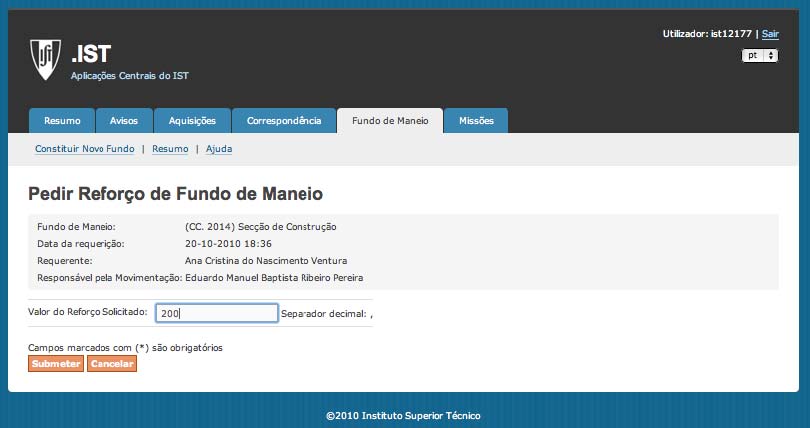 Utilizador: ist12177 | Sair
pt
.IST
Aplicações Centrais do IST
Resumo Avisos Aquisições Correspondência Fundo de Maneio Missões
Constituir Novo Fundo | Resumo | Ajuda
Pedir Reforço de Fundo de Maneio
Fundo de Maneio: (CC. 2014) Secção de Construção
Data da requerição: 20-10-2010 18:36
Requerente: Ana Cristina do Nascimento Ventura
Responsável pela Movimentação: Eduardo Manuel Baptista Ribeiro Pereira
Valor do Reforço Solicitado: 200 Separador decimal: ,
Campos marcados com (*) são obrigatórios
Submeter Cancelar
©2010 Instituto Superior Técnico